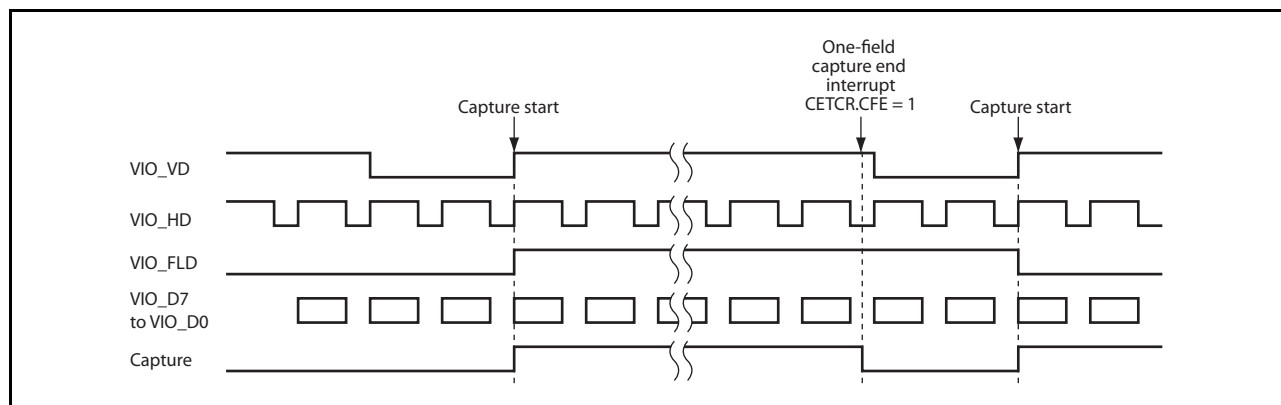 One-field
capture end
interrupt
CETCR.CFE = 1
Capture start
Capture start
VIO_VD
VIO_HD
VIO_FLD
VIO_D7
to VIO_D0
Capture